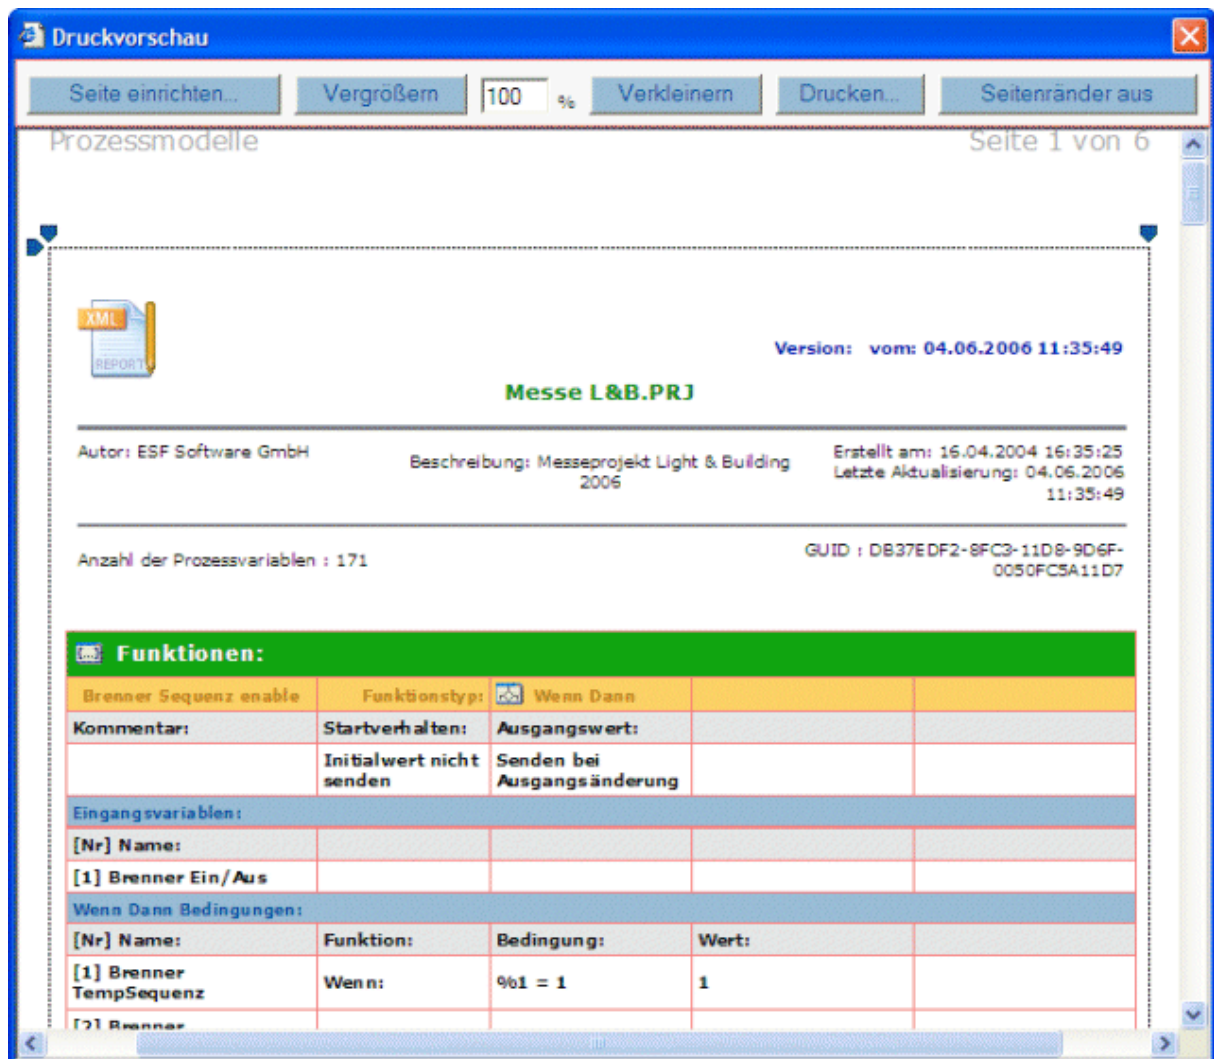 Druckvorschau
Seite einrichten... Vergrößern 100 % Verkleinern Drucken... Seitenränder aus
Prozessmodelle Seite 1 von 6
XML
REPORT
Version: vom: 04.06.2006 11:35:49
Messe L&B.PRJ
Autor: ESF Software GmbH
Beschreibung: Messeprojekt Light & Building
2006
Erstellt am: 16.04.2004 16:35:25
Letzte Aktualisierung: 04.06.2006
11:35:49
Anzahl der Prozessvariablen : 171
GUID : DB37EDF2-8FC3-11D8-9D6F-
0050FC5A11D7
Funktionen:
Brenner Sequenz enable Funktionstyp: Wenn Dann
Kommentar: Startverhalten: Ausgangswert:
Initialwert nicht
senden
Senden bei
Ausgangsänderung
Eingangsvariablen:
[Nr] Name:
[1] Brenner Ein/Aus
Wenn Dann Bedingungen:
[Nr] Name: Funktion: Bedingung: Wert:
[1] Brenner
TempSequenz
Wenn: %1 = 1 1
[2] Brenner